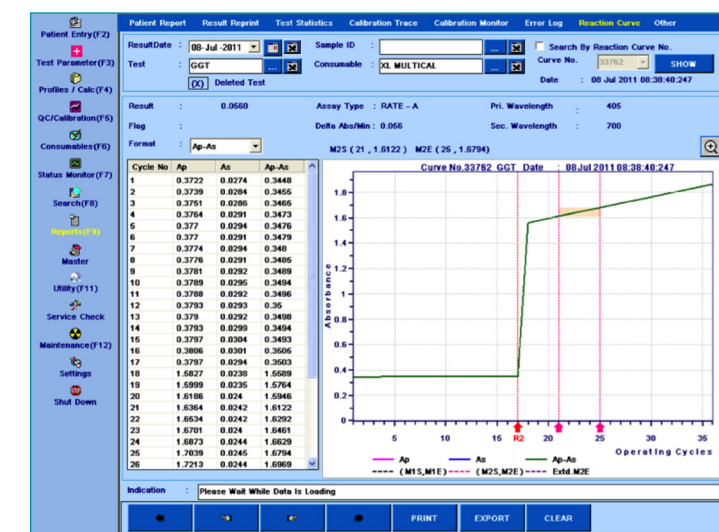 Patient Report Result Reprint Test Statistics Calibration Trace Calibration Monitor Error Log Reaction Curve Other
Patient Entry(F2)
Test Parameter(F3)
Profiles / Calc(F4)
QC/Calibration(F5)
Consumables(F6)
Status Monitor(F7)
Search(F8)
Reports(F9)
Master
Utility(F11)
Service Check
Maintenance(F12)
Settings
Shut Down
ResultDate : 08-Jul -2011 Sample ID : ... Search By Reaction Curve No.
Test : GGT ... Consumable : XL MULTICAL ... Curve No. 33762 SHOW
(X) Deleted Test Date : 08 Jul 2011 08:38:40:247
Result : 0.0560 Assay Type : RATE - A Pri. Wavelength : 405
Flag : Delta Abs/Min : 0.056 Sec. Wavelength : 700
Format : Ap-As M2S ( 21 , 1.6122 ) M2E ( 25 , 1.6794)
Cycle No Ap As Ap-As
1 0.3722 0.0274 0.3448
2 0.3739 0.0284 0.3455
3 0.3751 0.0286 0.3465
4 0.3764 0.0291 0.3473
5 0.377 0.0294 0.3476
6 0.377 0.0291 0.3479
7 0.3774 0.0294 0.348
8 0.3776 0.0291 0.3485
9 0.3781 0.0292 0.3489
10 0.3789 0.0295 0.3494
11 0.3788 0.0292 0.3496
12 0.3793 0.0293 0.35
13 0.379 0.0292 0.3498
14 0.3793 0.0299 0.3494
15 0.3797 0.0304 0.3493
16 0.3806 0.0301 0.3505
17 0.3797 0.0294 0.3503
18 1.5827 0.0238 1.5589
19 1.5999 0.0235 1.5764
20 1.6186 0.024 1.5946
21 1.6364 0.0242 1.6122
22 1.6534 0.0242 1.6292
23 1.6701 0.024 1.6461
24 1.6873 0.0244 1.6629
25 1.7039 0.0245 1.6794
26 1.7213 0.0244 1.6969
Curve No.33762 GGT Date : 08Jul 2011 08:38:40:247
Absorbance
1.8
1.6
1.4
1.2
1
0.8
0.6
0.4
0.2
0
5 10 15 R2 20 25 30 35
Operating Cycles
Ap As Ap-As
( M1S,M1E ) ( M2S,M2E ) Extd.M2E
Indication : Please Wait While Data Is Loading
PRINT EXPORT CLEAR